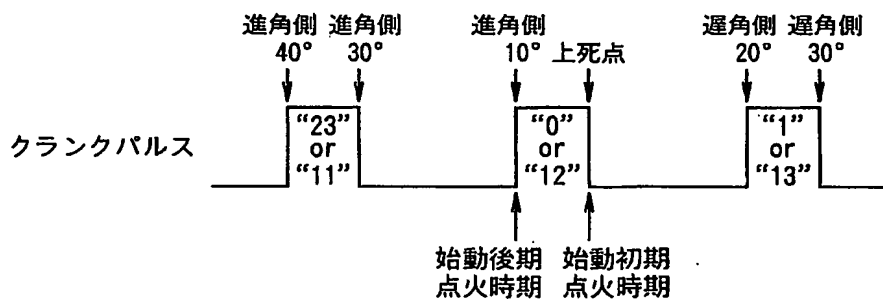 進角側 進角側 進角側 遅角側 遅角側
40° 30° 10° 上死点 20° 30°
クランクパルス
“23”
or
“11”
“0”
or
“12”
“1”
or
“13”
始動後期 始動初期
点火時期 点火時期